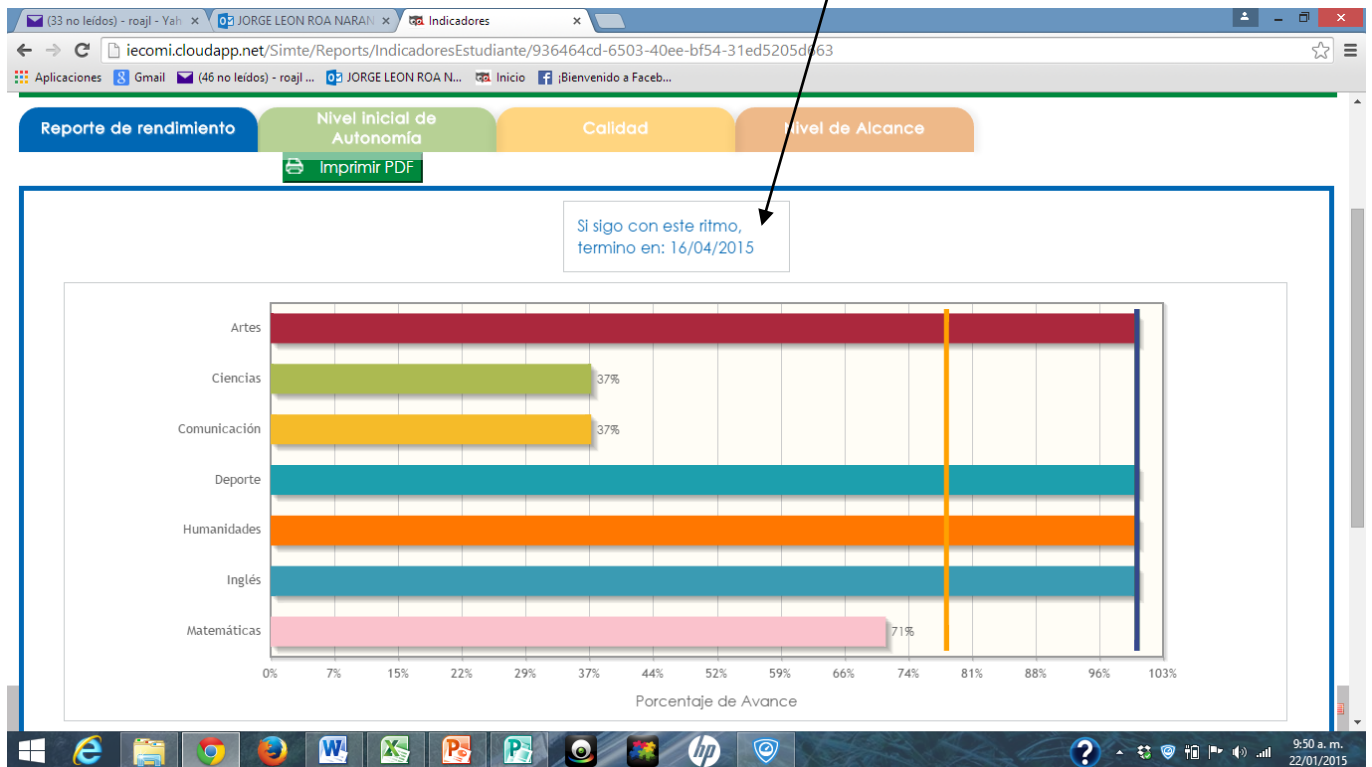 (33 no leídos) - roajl - Yah
JORGE LEON ROA NARAN
Indicadores
iecomi.cloudapp.net/Simte/Reports/IndicadoresEstudiante/936464cd-6503-40ee-bf54-31ed5205d663
Aplicaciones
Gmail
(46 no leídos) - roajl ...
JORGE LEON ROA N...
Inicio
¡Bienvenido a Faceb...
Reporte de rendimiento
Nivel inicial de
Autonomía
Calidad
Nivel de Alcance
Imprimir PDF
Si sigo con este ritmo,
termino en: 16/04/2015
Artes
Ciencias 37%
Comunicación 37%
Deporte
Humanidades
Inglés
Matemáticas 71%
0% 7% 15% 22% 29% 37% 44% 52% 59% 66% 74% 81% 88% 96% 103%
Porcentaje de Avance
9:50 a. m.
22/01/2015